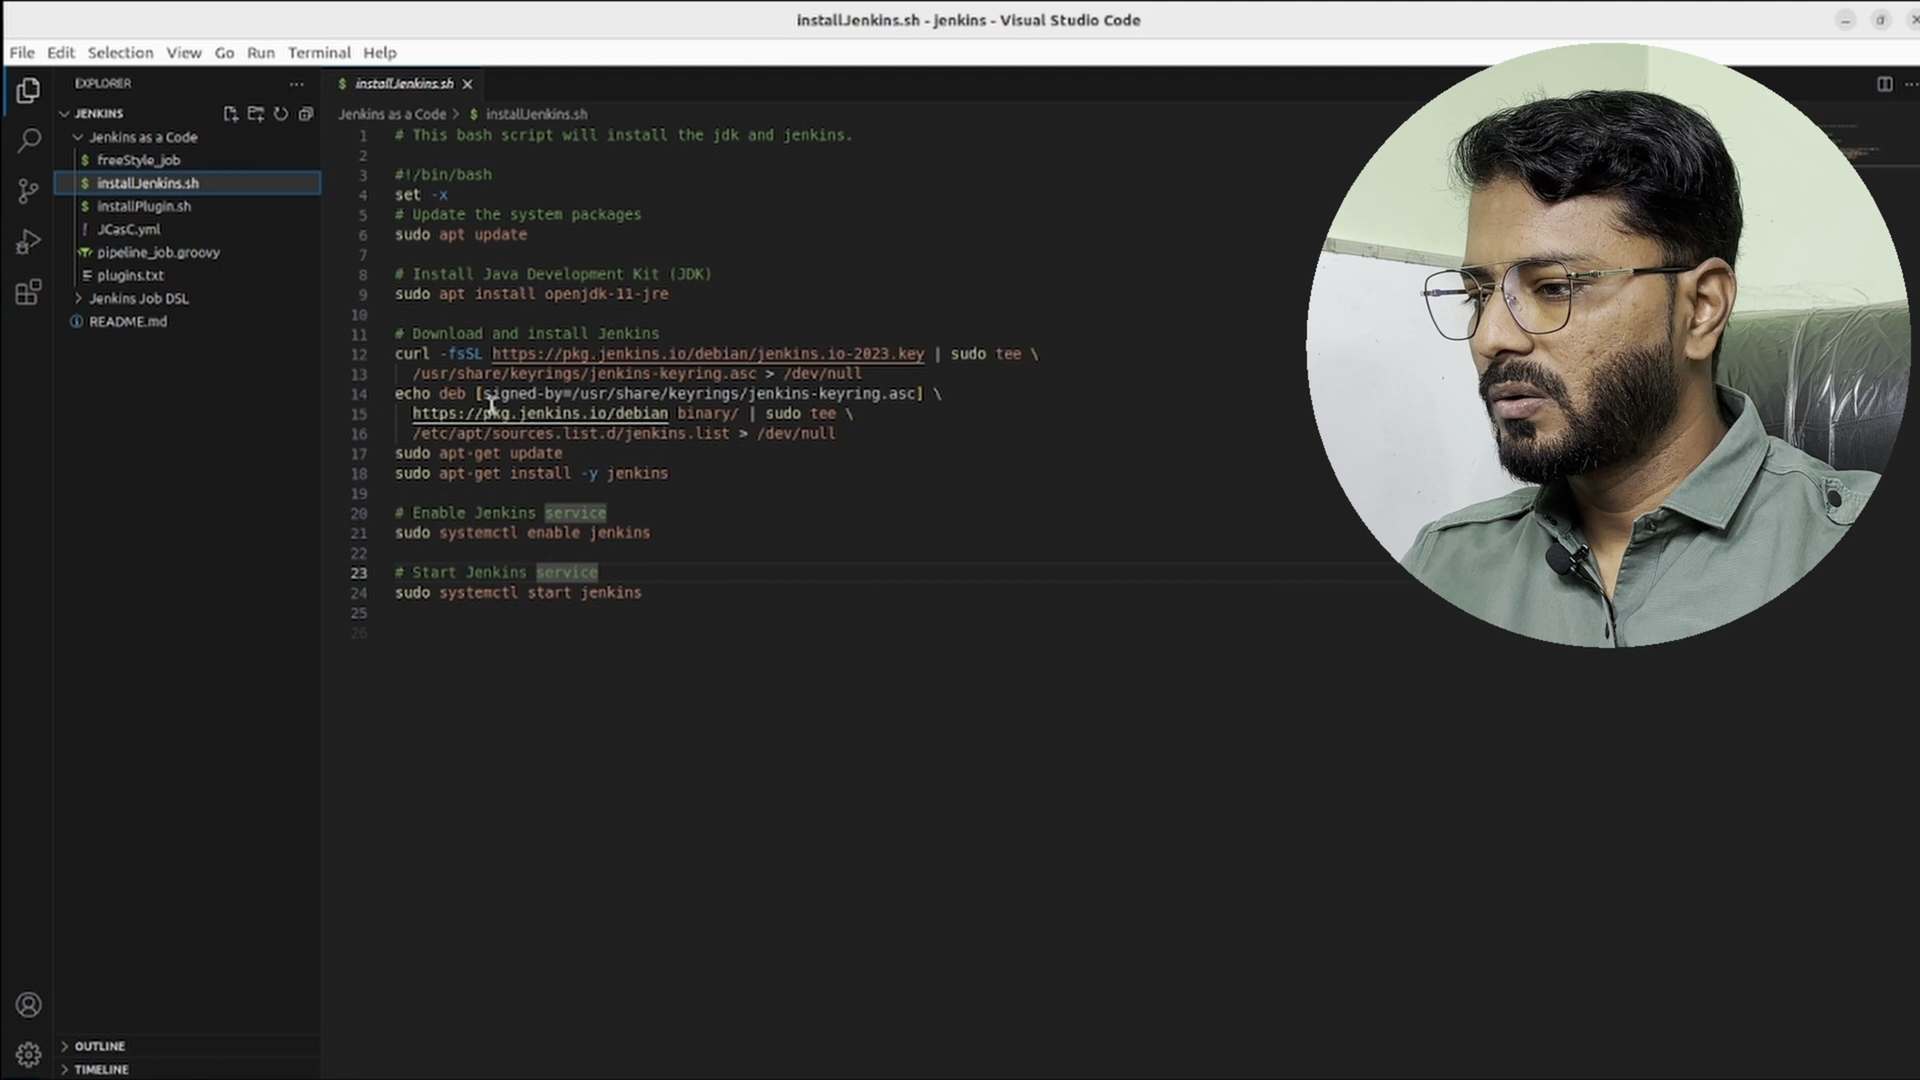 installJenkins.sh - jenkins - Visual Studio Code
File Edit Selection View Go Run Terminal Help
EXPLORER
JENKINS
Jenkins as a Code
$ freeStyle_job
$ installJenkins.sh
$ installPlugin.sh
! JCasC.yml
pipeline_job.groovy
plugins.txt
Jenkins Job DSL
README.md
OUTLINE
TIMELINE
$ installJenkins.sh
Jenkins as a Code > $ installJenkins.sh
1 # This bash script will install the jdk and jenkins.
2
3 #!/bin/bash
4 set -x
5 # Update the system packages
6 sudo apt update
7
8 # Install Java Development Kit (JDK)
9 sudo apt install openjdk-11-jre
10
11 # Download and install Jenkins
12 curl -fsSL https://pkg.jenkins.io/debian/jenkins.io-2023.key | sudo tee \
13 /usr/share/keyrings/jenkins-keyring.asc > /dev/null
14 echo deb [signed-by=/usr/share/keyrings/jenkins-keyring.asc] \
15 https://pkg.jenkins.io/debian binary/ | sudo tee \
16 /etc/apt/sources.list.d/jenkins.list > /dev/null
17 sudo apt-get update
18 sudo apt-get install -y jenkins
19
20 # Enable Jenkins service
21 sudo systemctl enable jenkins
22
23 # Start Jenkins service
24 sudo systemctl start jenkins
25
26